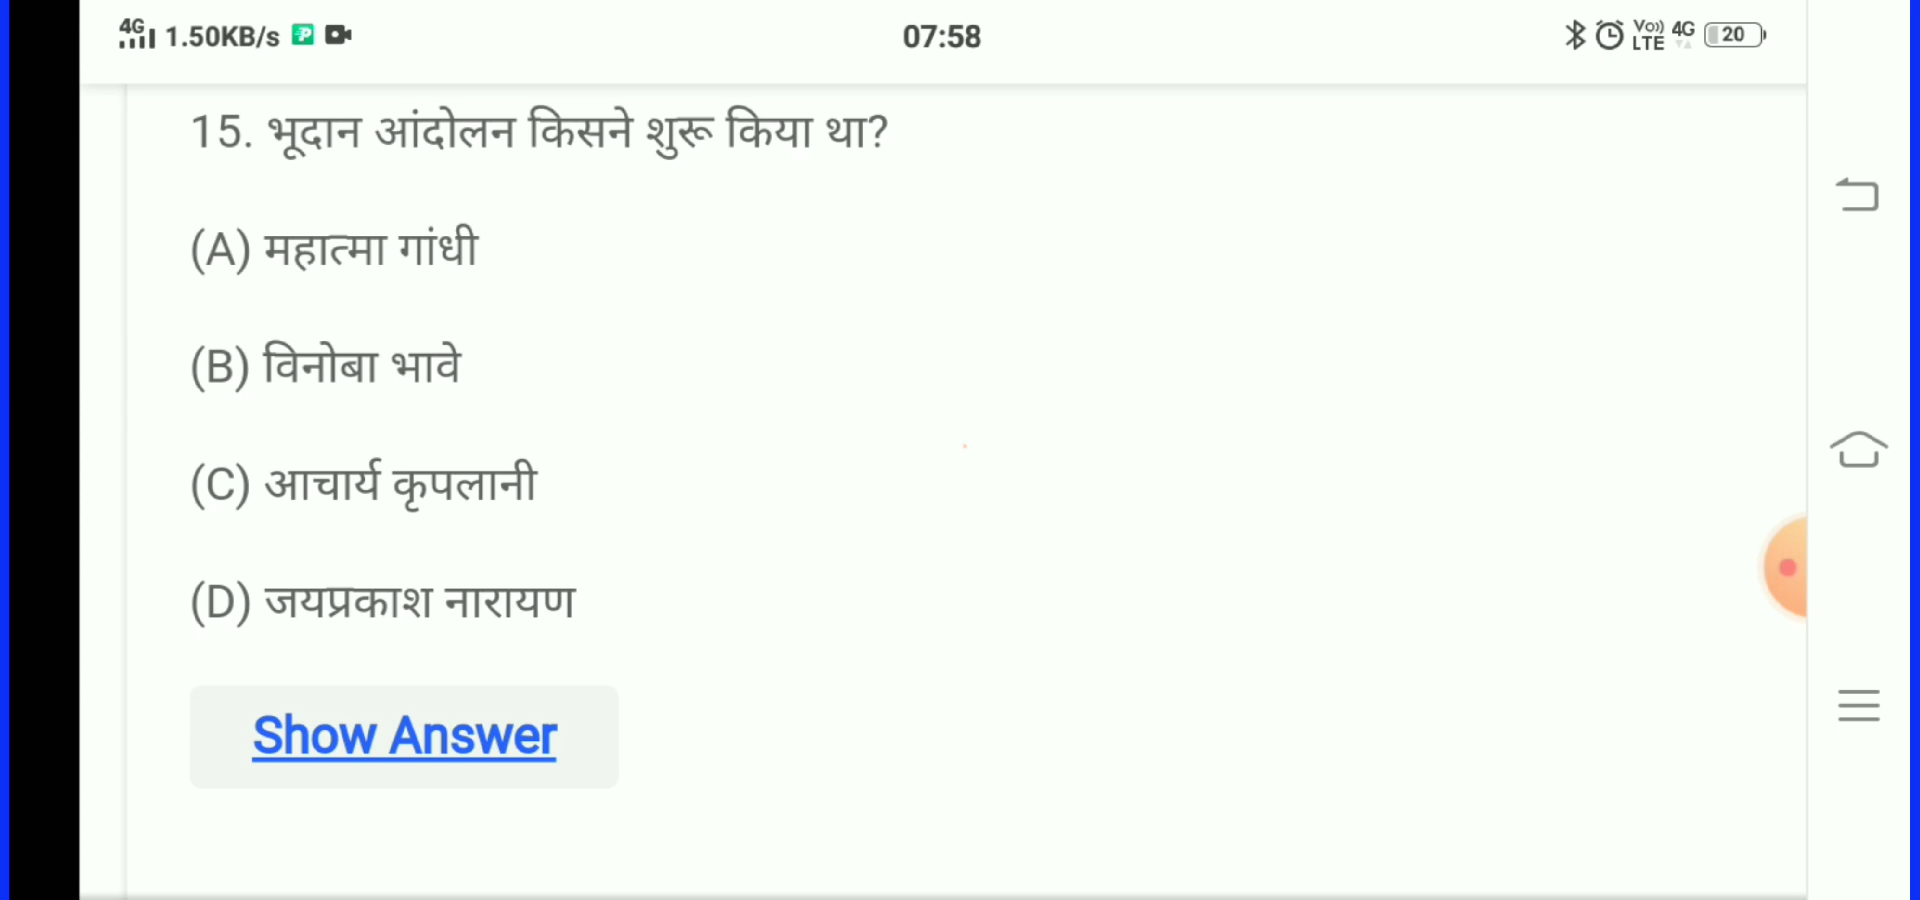 4G 1.50KB/s P 07:58 Vo)) LTE 4G 20
15. भूदान आंदोलन किसने शुरू किया था?
(A) महात्मा गांधी
(B) विनोबा भावे
(C) आचार्य कृपलानी
(D) जयप्रकाश नारायण
Show Answer